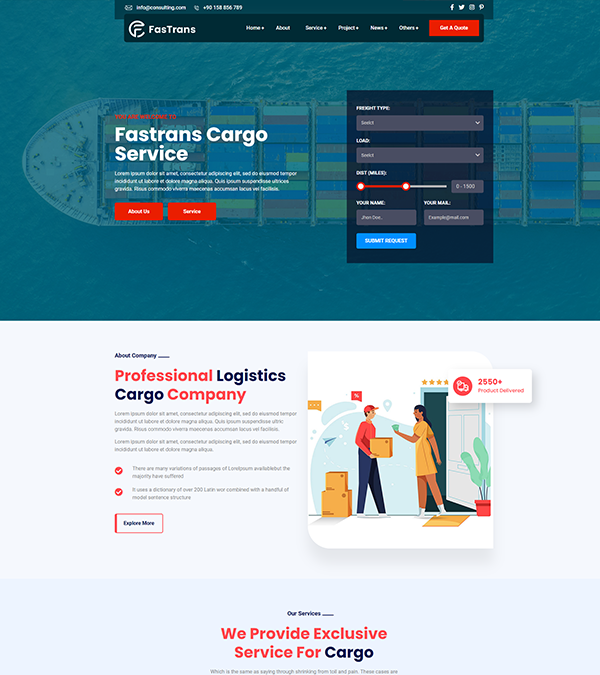 info@consulting.com +90 158 856 789
FasTrans
Home + About Service + Project + News + Others + Get A Quote
YOU ARE WELCOME TO
Fastrans Cargo
Service
Lorem ipsum dolor sit amet, consectetur adipiscing elit, sed do eiusmod tempor
incididunt ut labore et dolore magna aliqua. Quis ipsum suspendisse ultrices
gravida. Risus commodo viverra maecenas accumsan lacus vel facilisis.
About Us Service
FREIGHT TYPE:
Seelct
LOAD:
Seelct
DIST (MILES):
0 - 1500
YOUR NAME: YOUR MAIL:
Jhon Doe.. Example@mail.com
SUBMIT REQUEST
About Company
Professional Logistics
Cargo Company
Lorem ipsum dolor sit amet, consectetur adipiscing elit, sed do eiusmod tempor
incididunt ut labore et dolore magna aliqua. Quis ipsum suspendisse ultrices
gravida. Risus commodo viverra maecenas accumsan lacus vel facilisis.
Lorem ipsum dolor sit amet, consectetur adipiscing elit, sed do eiusmod tempor
incididunt ut labore et dolore magna aliqua.
There are many variations of passages of
availablebut the
majority have suffered
It uses a dictionary of over 200 Latin wor combined with a handful of
model sentence structure
Explore More
%
2550+
Product Delivered
Our Services
We Provide Exclusive
Service For Cargo
Which is the same as saying through shrinking from toil and pain. These cases are